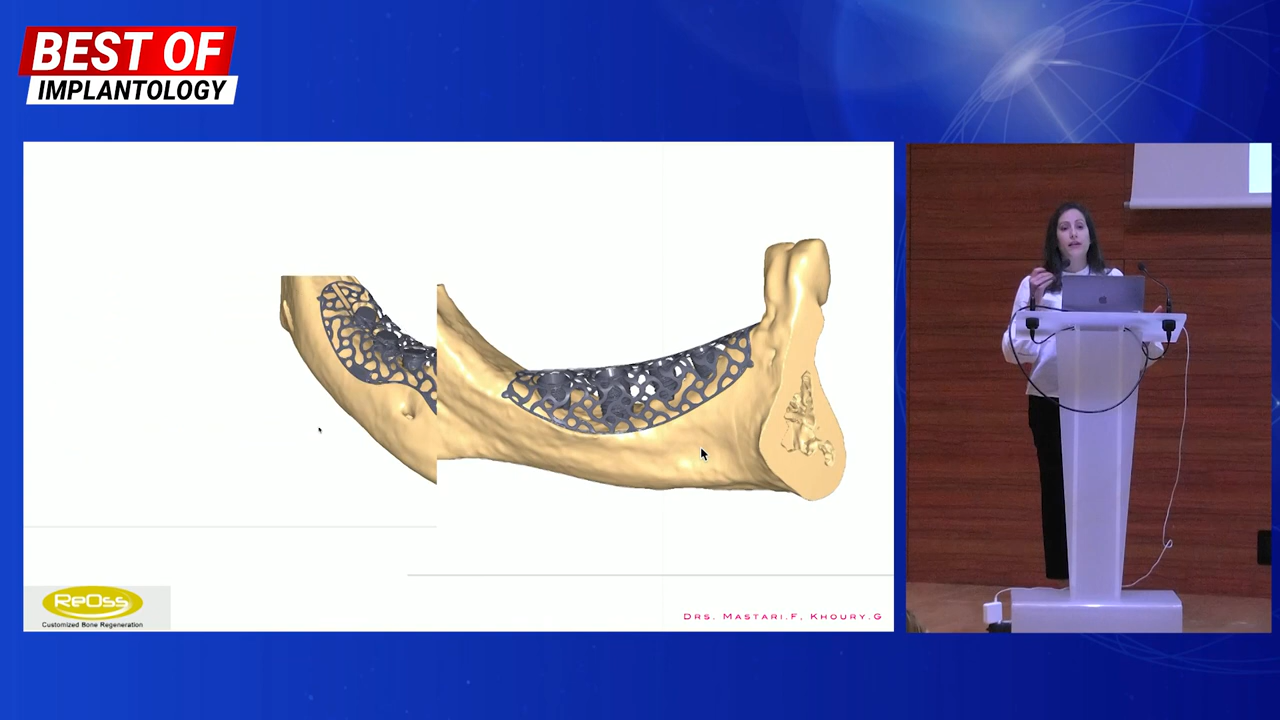 BEST OF
IMPLANTOLOGY
ReOss
Customized Bone Regeneration
Drs. Mastari.F, Khoury.G